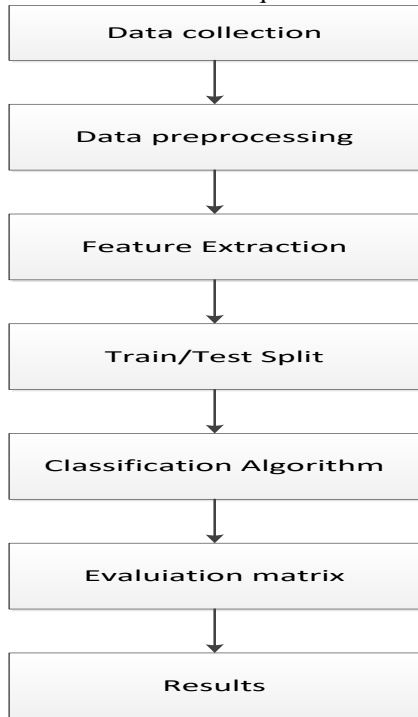 Data collection
Data preprocessing
Feature Extraction
Train/Test Split
Classification Algorithm
Evaluiation matrix
Results